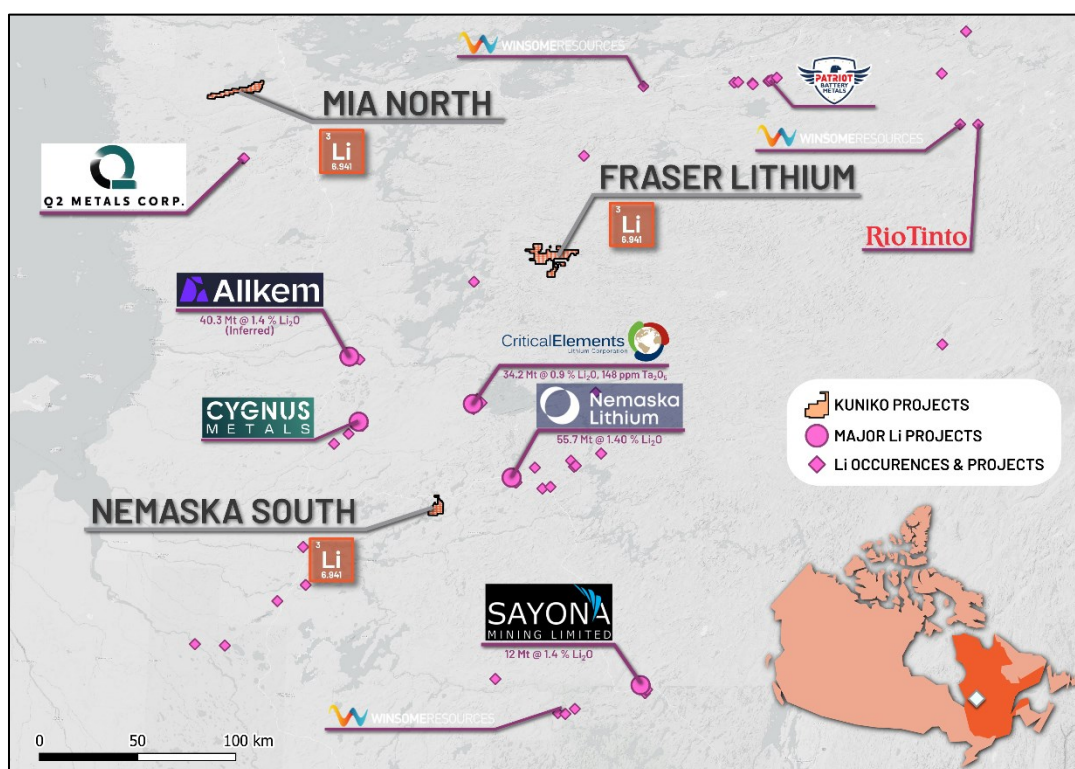 WINSOMERESOURCES
PATRIOT
BATTERY
METALS
MIA NORTH
3
Li
6.941
WINSOMERESOURCES
Q2 METALS CORP.
FRASER LITHIUM
3
Li
6.941
RioTinto
Allkem
40.3 Mt @ 1.4 % Li₂O
(Inferred)
CriticalElements
Lithium Corporation
34.2 Mt @ 0.9 % Li₂O, 148 ppm Ta₂O₅
CYGNUS
METALS
Nemaska
Lithium
55.7 Mt @ 1.40 % Li₂O
KUNIKO PROJECTS
MAJOR Li PROJECTS
Li OCCURENCES & PROJECTS
NEMASKA SOUTH
3
Li
6.941
SAYONA
MINING LIMITED
12 Mt @ 1.4 % Li₂O
WINSOMERESOURCES
0 50 100 km